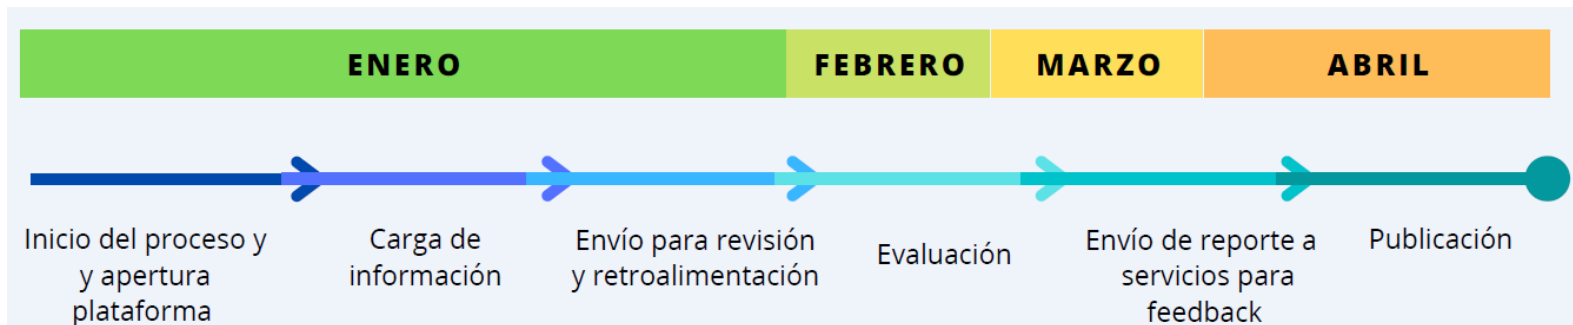 ENERO
FEBRERO
MARZO
ABRIL
Inicio del proceso y
y apertura
plataforma
Carga de
información
Envío para revisión
y retroalimentación
Evaluación
Envío de reporte a
servicios para
feedback
Publicación